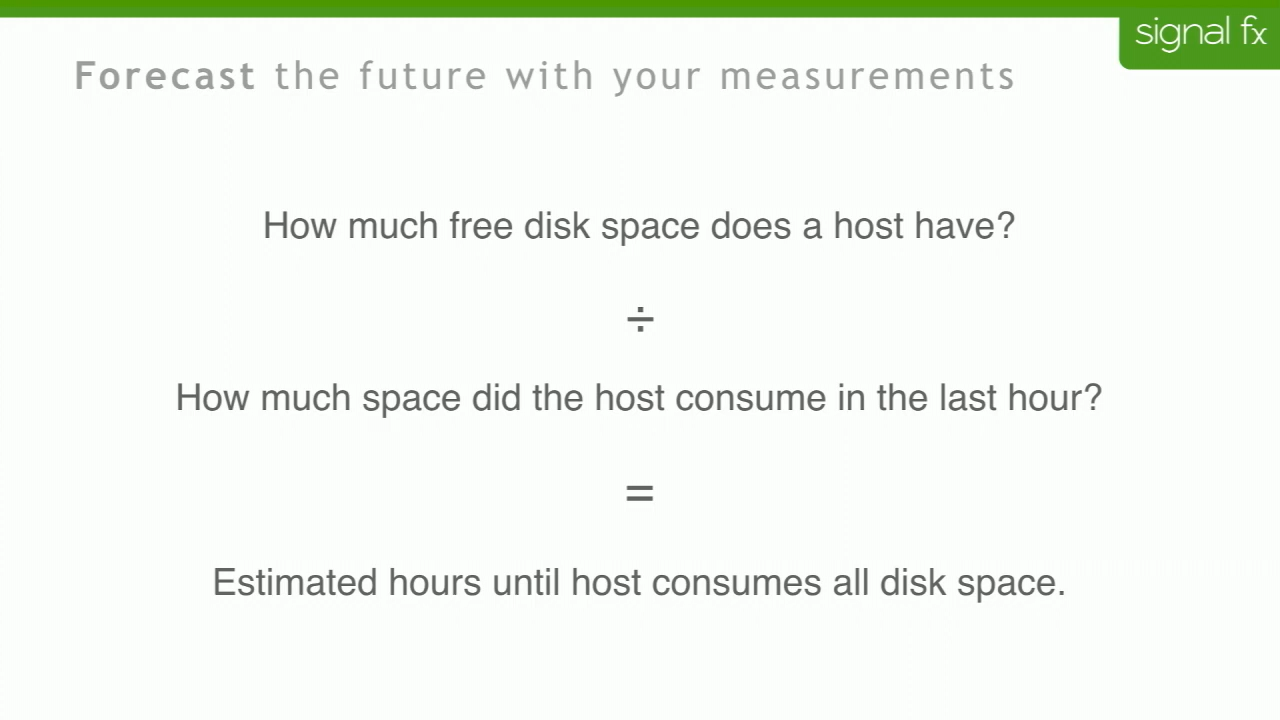 signal fx
Forecast the future with your measurements
How much free disk space does a host have?
÷
How much space did the host consume in the last hour?
=
Estimated hours until host consumes all disk space.